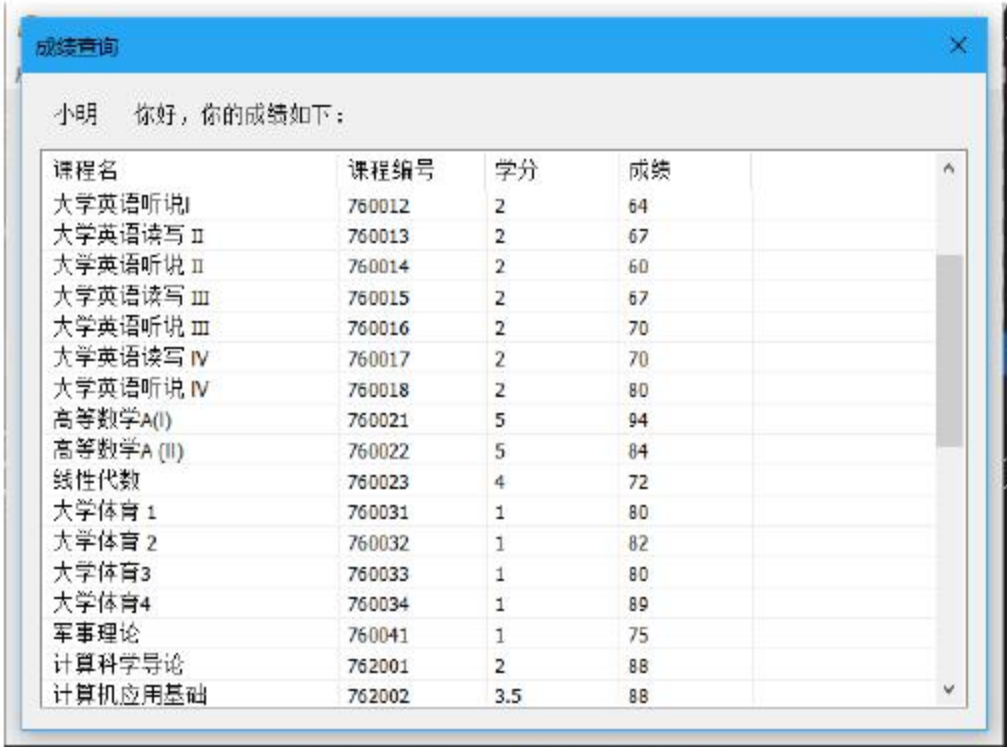 成绩查询
小明 你好，你的成绩如下：
课程名 课程编号 学分 成绩
大学英语听说I 760012 2 64
大学英语读写 II 760013 2 67
大学英语听说 II 760014 2 60
大学英语读写 III 760015 2 67
大学英语听说 III 760016 2 70
大学英语读写 IV 760017 2 70
大学英语听说 IV 760018 2 80
高等数学A(I) 760021 5 94
高等数学A (II) 760022 5 84
线性代数 760023 4 72
大学体育 1 760031 1 80
大学体育 2 760032 1 82
大学体育3 760033 1 80
大学体育4 760034 1 89
军事理论 760041 1 75
计算科学导论 762001 2 88
计算机应用基础 762002 3.5 88